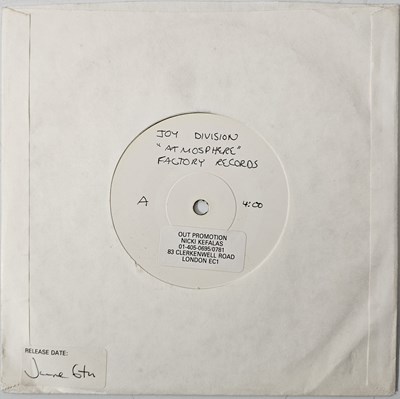 JOY DIVISION
"ATMOSPHERE"
FACTORY RECORDS
A 4:00
OUT PROMOTION
NICKI KEFALAS
01-405-0695/0781
83 CLERKENWELL ROAD
LONDON EC1
RELEASE DATE:
June 6th